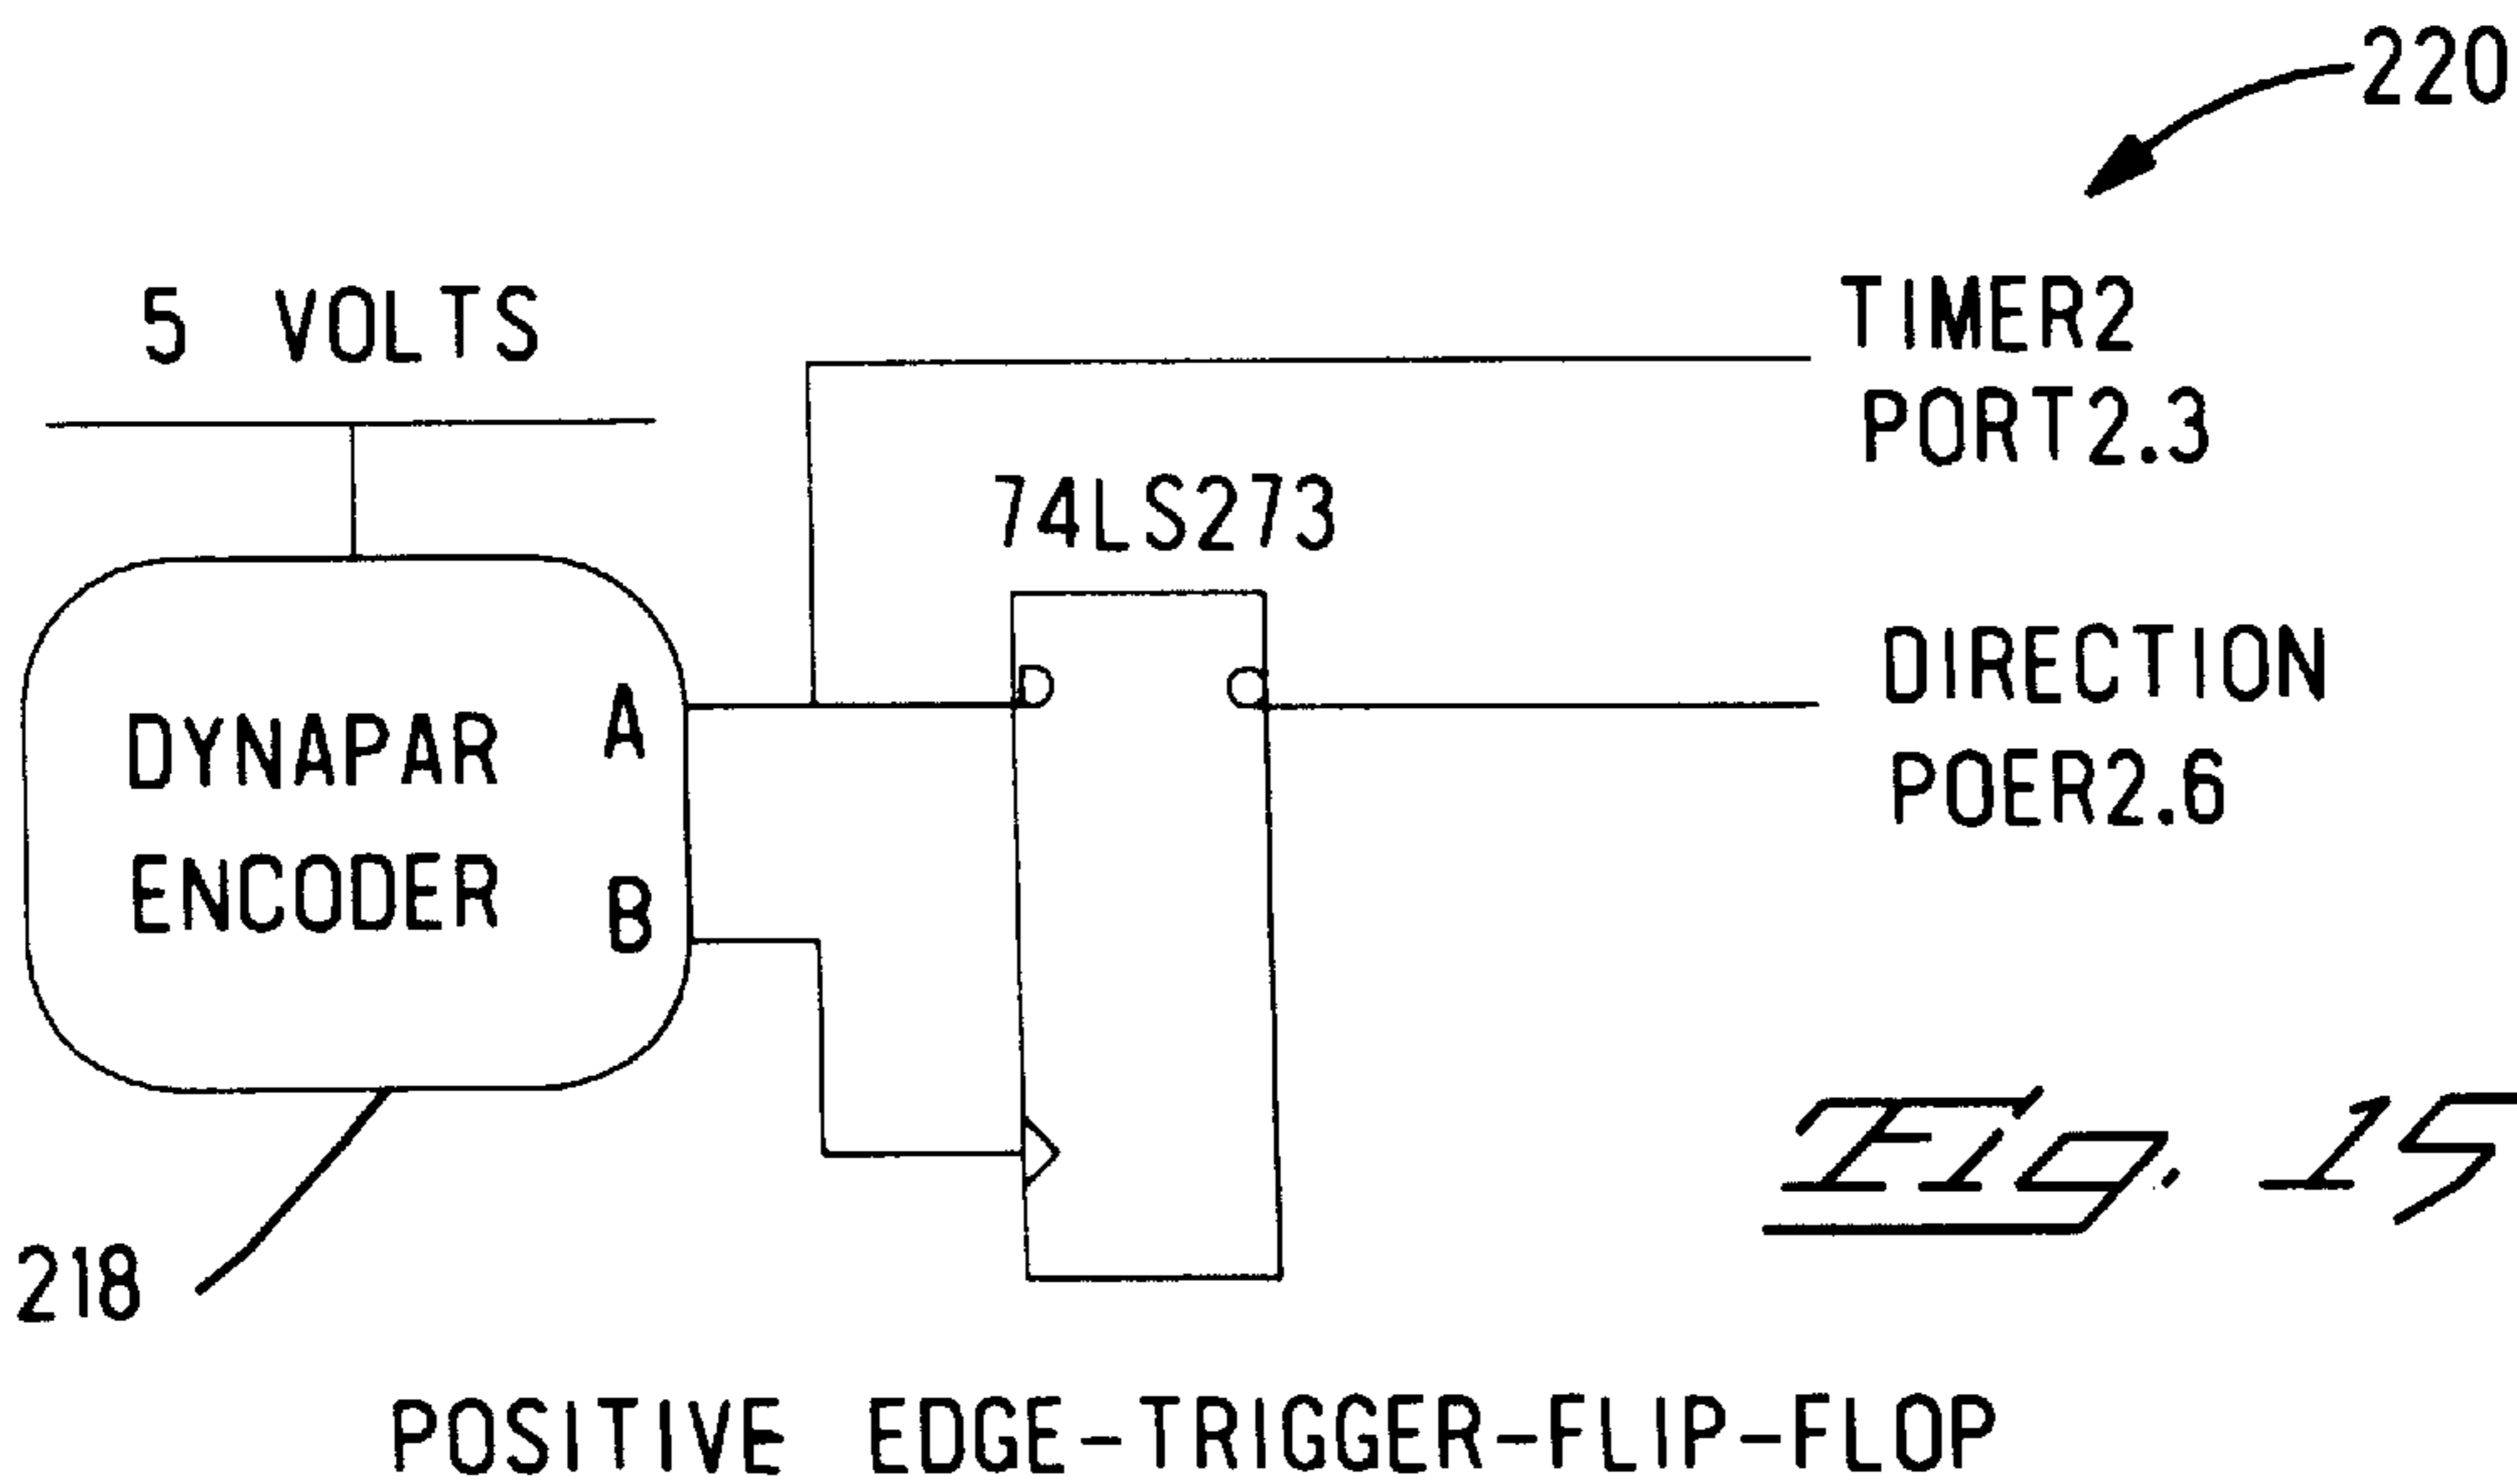 220
5 VOLTS
TIMER2
PORT2.3
74LS273
D
O
DIRECTION
POER2.6
A
DYNAPAR
ENCODER
B
218
Fig. 15
POSITIVE EDGE-TRIGGER-FLIP-FLOP